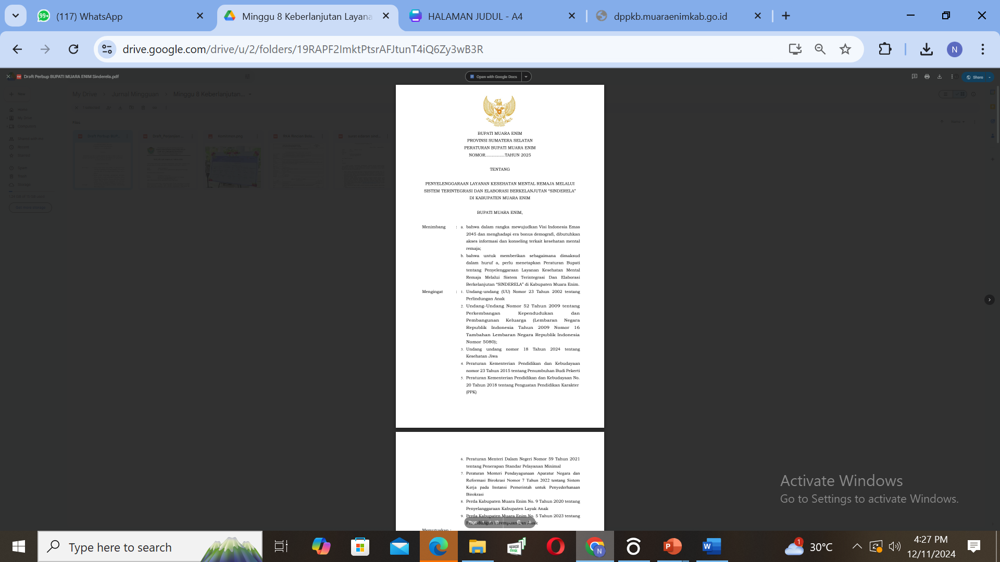 (117) WhatsApp
Minggu 8 Keberlanjutan Layana
HALAMAN JUDUL - A4
dppkb.muaraenimkab.go.id
drive.google.com/drive/u/2/folders/19RAPF2ImktPtsrAFJtunT4iQ6Zy3wB3R
N
Draft Perbup BUPATI MUARA ENIM Sinderela.pdf
Open with Google Docs
Share
My Drive
Jurnal Mingguan
Minggu 8 Keberlanjutan...
BUPATI MUARA ENIM
PROVINSI SUMATERA SELATAN
PERATURAN BUPATI MUARA ENIM
NOMOR...............TAHUN 2025
TENTANG
PENYELENGGARAAN LAYANAN KESEHATAN MENTAL REMAJA MELALUI
SISTEM TERINTEGRASI DAN ELABORASI BERKELANJUTAN “SINDERELA”
DI KABUPATEN MUARA ENIM
BUPATI MUARA ENIM,
Menimbang : a. bahwa dalam rangka mewujudkan Visi Indonesia Emas
2045 dan menghadapi era bonus demografi, dibutuhkan
akses informasi dan konseling terkait kesehatan mental
remaja;
b. bahwa untuk memberikan sebagaimana dimaksud
dalam huruf a, perlu menetapkan Peraturan Bupati
tentang Penyelenggaraan Layanan Kesehatan Mental
Remaja Melalui Sistem Terintegrasi Dan Elaborasi
Berkelanjutan “SINDERELA” di Kabupaten Muara Enim.
Mengingat : 1. Undang-undang (UU) Nomor 23 Tahun 2002 tentang
Perlindungan Anak
2. Undang-Undang Nomor 52 Tahun 2009 tentang
Perkembangan Kependudukan dan
Pembangunan Keluarga (Lembaran Negara
Republik Indonesia Tahun 2009 Nomor 16
Tambahan Lembaran Negara Republik Indonesia
Nomor 5080);
3. Undang undang nomor 18 Tahun 2024 tentang
Kesehatan Jiwa
4. Peraturan Kementerian Pendidikan dan Kebudayaan
nomor 23 Tahun 2015 tentang Penumbuhan Budi Pekerti
5. Peraturan Kementerian Pendidikan dan Kebudayaan No.
20 Tahun 2018 tentang Penguatan Pendidikan Karakter
(PPK)
6. Peraturan Menteri Dalam Negeri Nomor 59 Tahun 2021
tentang Penerapan Standar Pelayanan Minimal
7. Peraturan Menteri Pendayagunaan Aparatur Negara dan
Reformasi Birokrasi Nomor 7 Tahun 2022 tentang Sistem
Kerja pada Instansi Pemerintah untuk Penyederhanaan
Birokrasi
8. Perda Kabupaten Muara Enim No. 9 Tahun 2020 tentang
Penyelanggaraan Kabupaten Layak Anak
9. Perda Kabupaten Muara Enim No. 5 Tahun 2023 tentang
Memutuskan :
Activate Windows
Go to Settings to activate Windows.
Type here to search
30°C
4:27 PM
12/11/2024